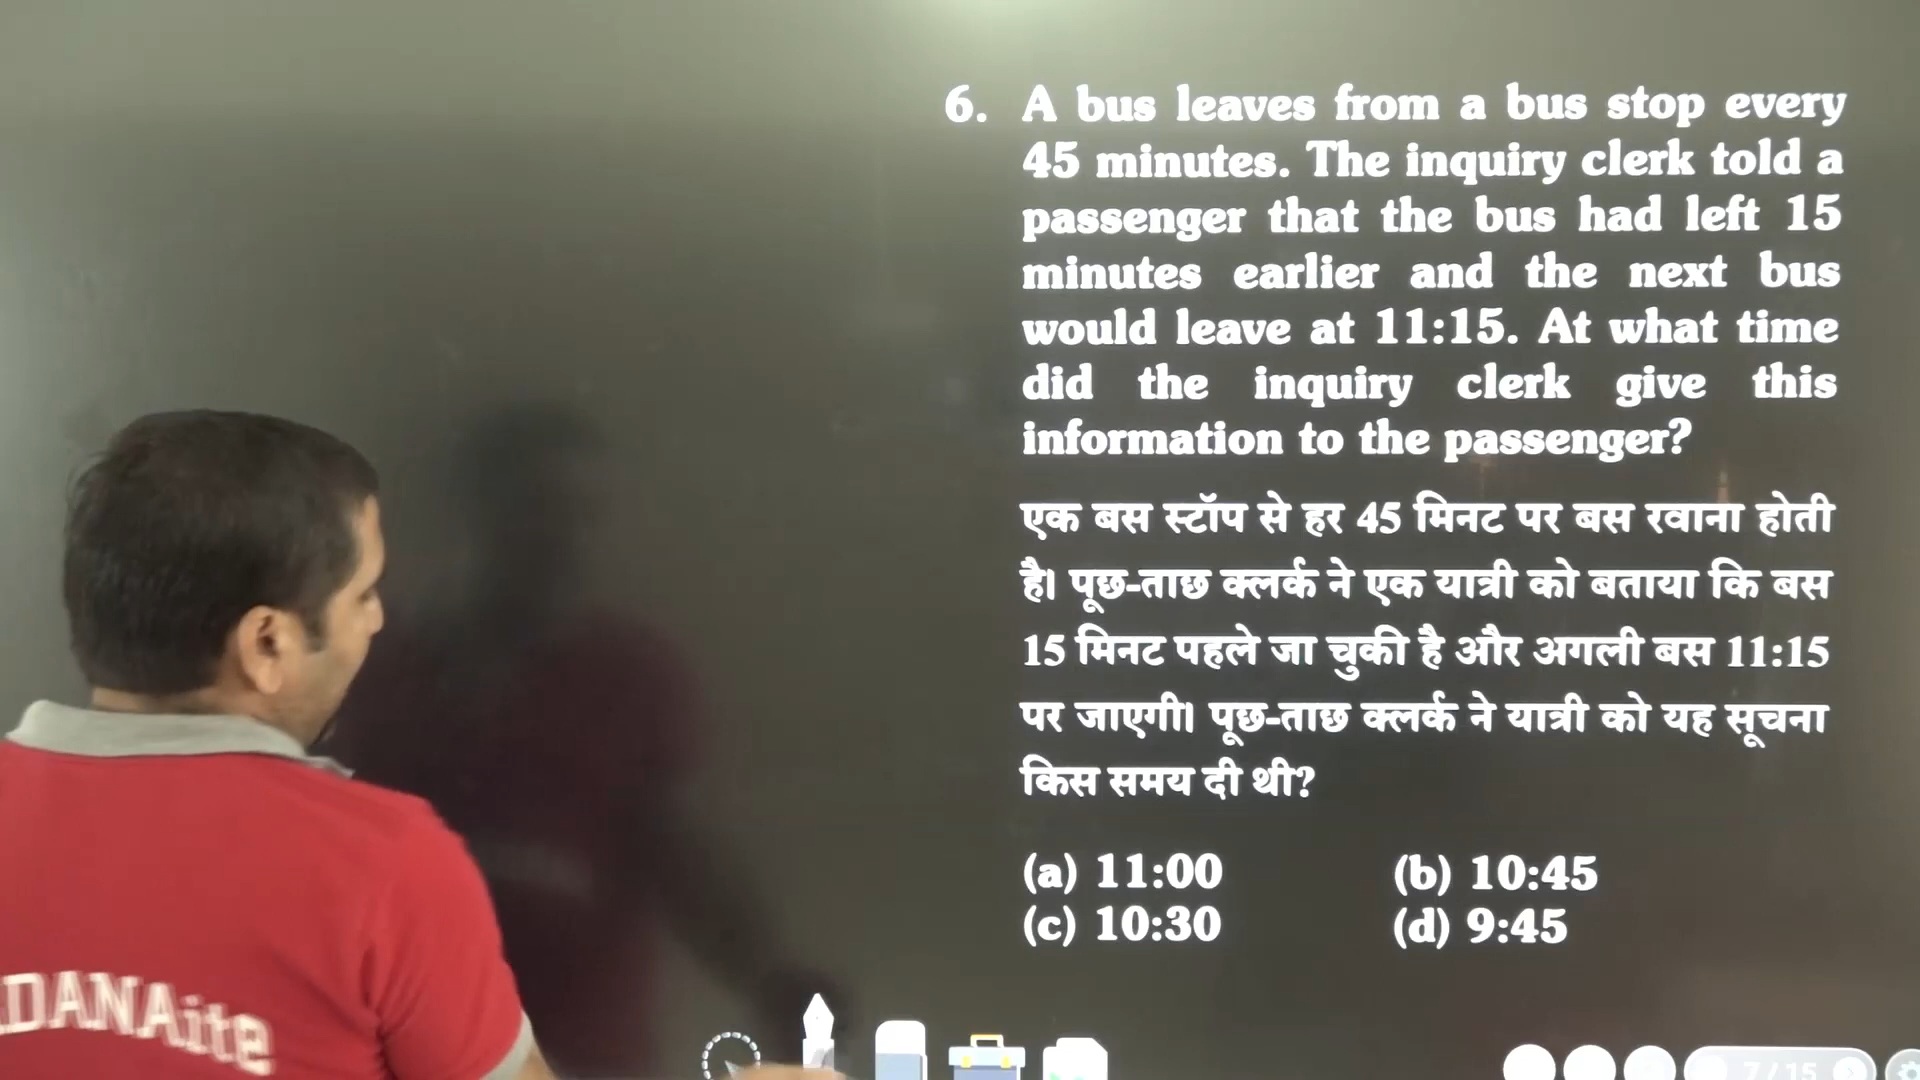 6. A bus leaves from a bus stop every
45 minutes. The inquiry clerk told a
passenger that the bus had left 15
minutes earlier and the next bus
would leave at 11:15. At what time
did the inquiry clerk give this
information to the passenger?
एक बस स्टॉप से हर 45 मिनट पर बस रवाना होती
है। पूछ-ताछ क्लर्क ने एक यात्री को बताया कि बस
15 मिनट पहले जा चुकी है और अगली बस 11:15
पर जाएगी। पूछ-ताछ क्लर्क ने यात्री को यह सूचना
किस समय दी थी?
(a) 11:00 (b) 10:45
(c) 10:30 (d) 9:45
DANAite
7/15